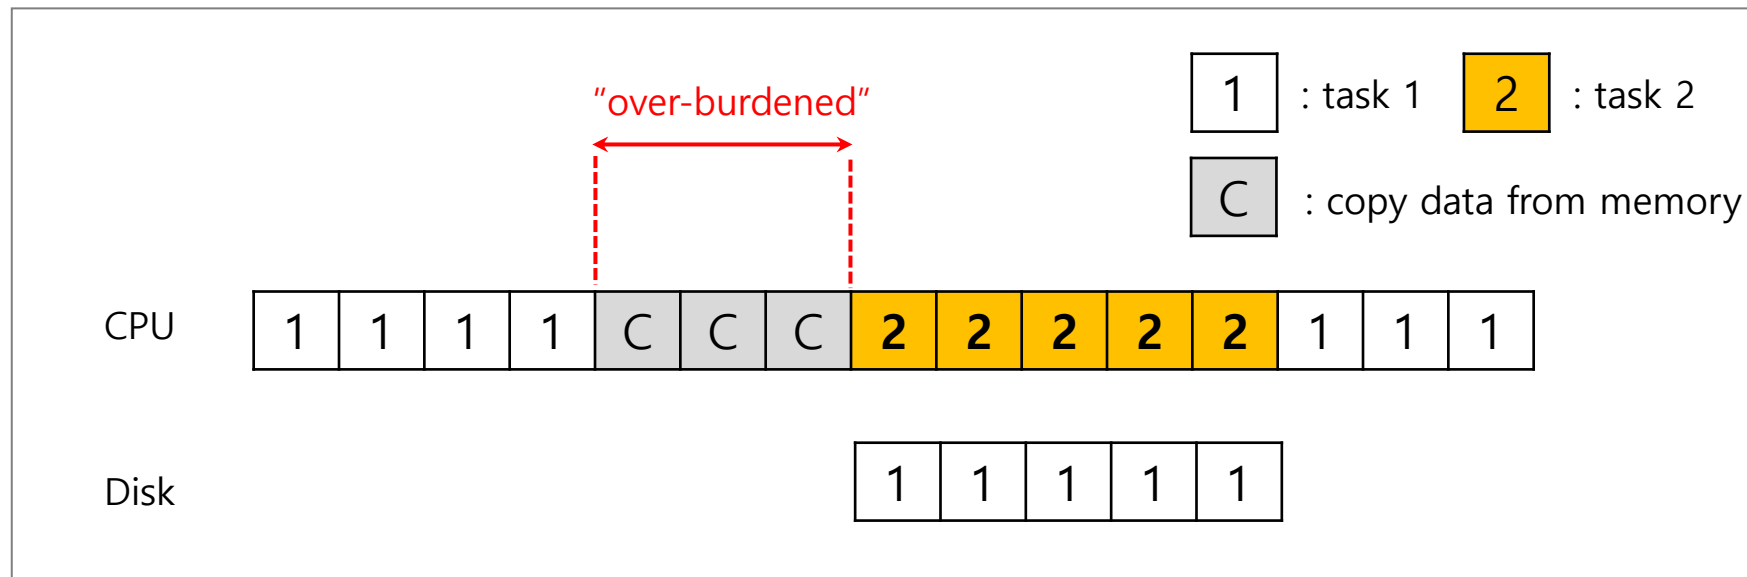 1 : task 1 2 : task 2
"over-burdened"
C : copy data from memory
CPU 1 1 1 1 C C C 2 2 2 2 2 1 1 1
Disk 1 1 1 1 1